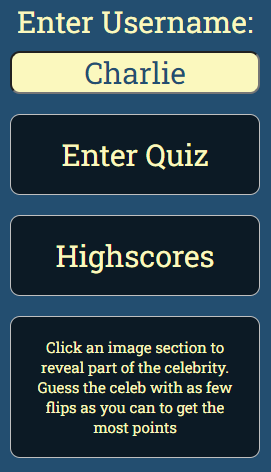 Enter Username:
Charlie
Enter Quiz
Highscores
Click an image section to
reveal part of the celebrity.
Guess the celeb with as few
flips as you can to get the
most points